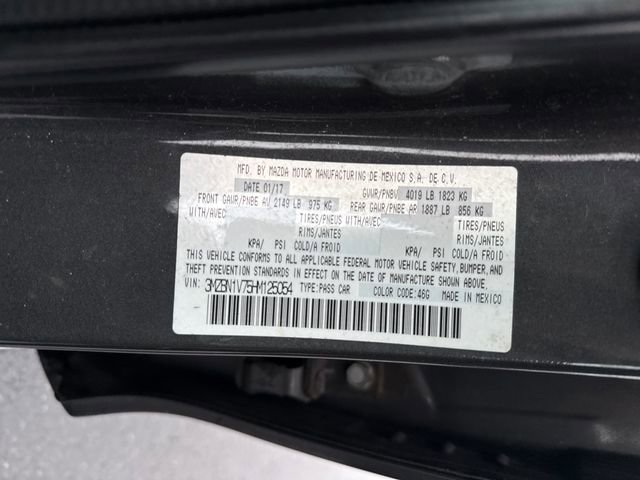 MFD. BY MAZDA MOTOR MANUFACTURING DE MEXICO S.A. DE C.V.
DATE 01/17 GVWR/PNBV 4019 LB 1823 KG
FRONT GAWR/PNBE AV 2149 LB 975 KG REAR GAWR/PNBE AR 1887 LB 856 KG
WITH/AVEC TIRES/PNEUS WITH/AVEC TIRES/PNEUS
RIMS/JANTES RIMS/JANTES
KPA/ PSI COLD/A FROID KPA/ PSI COLD/A FROID
THIS VEHICLE CONFORMS TO ALL APPLICABLE FEDERAL MOTOR VEHICLE SAFETY, BUMPER, AND
THEFT PREVENTION STANDARDS IN EFFECT ON THE DATE OF MANUFACTURE SHOWN ABOVE.
VIN: 3MZBN1V75HM125054 TYPE:PASS CAR COLOR CODE:46G MADE IN MEXICO